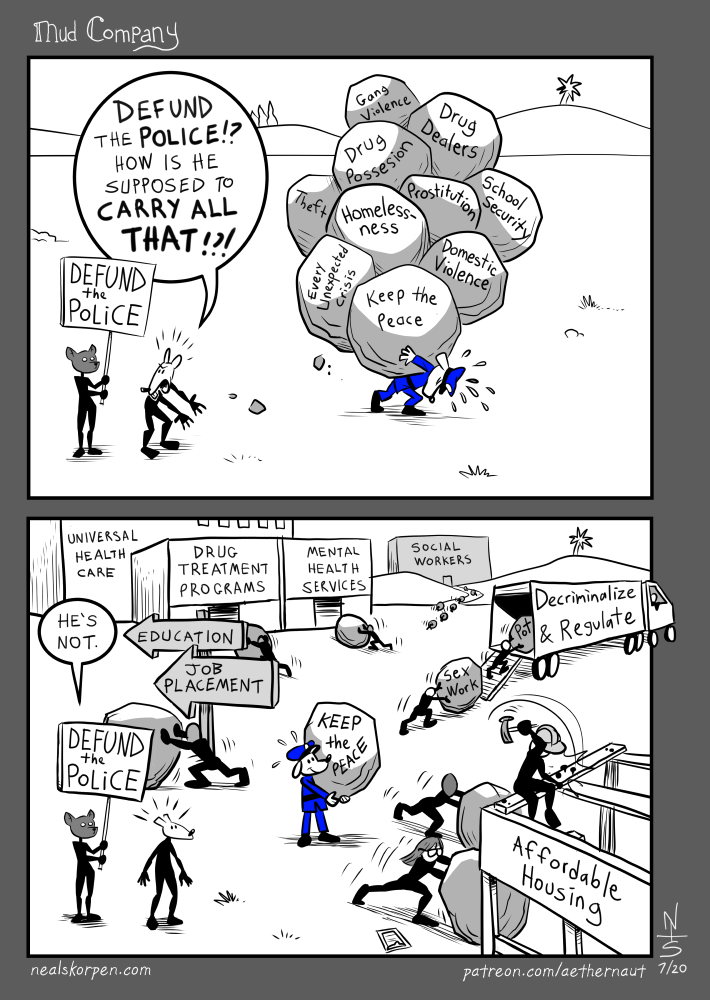 Mud Company
DEFUND
THE POLICE!?
HOW IS HE
SUPPOSED TO
CARRY ALL
THAT!?!
DEFUND
the
POLICE
Gang
Violence
Drug
Dealers
Drug
Possesion
Theft
Homeless-
ness
Prostitution
School
Security
Every
Unexpected
Crisis
Domestic
Violence
Keep the
Peace
UNIVERSAL
HEALTH
CARE
DRUG
TREATMENT
PROGRAMS
MENTAL
HEALTH
SERVICES
SOCIAL
WORKERS
Decriminalize
& Regulate
Pot
Sex
Work
HE'S
NOT.
EDUCATION
JOB
PLACEMENT
DEFUND
the
POLICE
KEEP
the
PEACE
Affordable
Housing
NS
7/20
nealskorpen.com
patreon.com/aethernaut